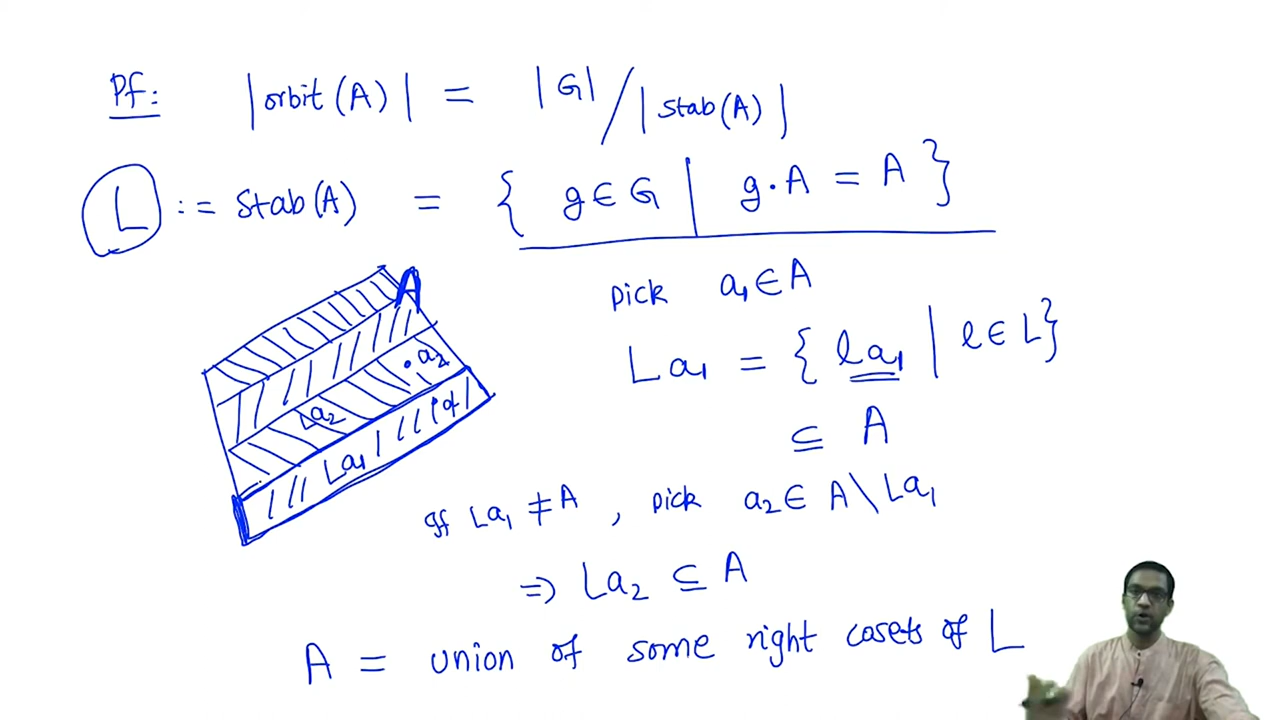 Pf: |orbit (A)| = |G| / |stab(A)|
L := Stab(A) = { g ∈ G | g · A = A }
A
pick a₁ ∈ A
• a₂
La₂
La₁
La₁ = { la₁ | l ∈ L }
⊆ A
If La₁ ≠ A , pick a₂ ∈ A \ La₁
⇒ La₂ ⊆ A
A = union of some right cosets of L